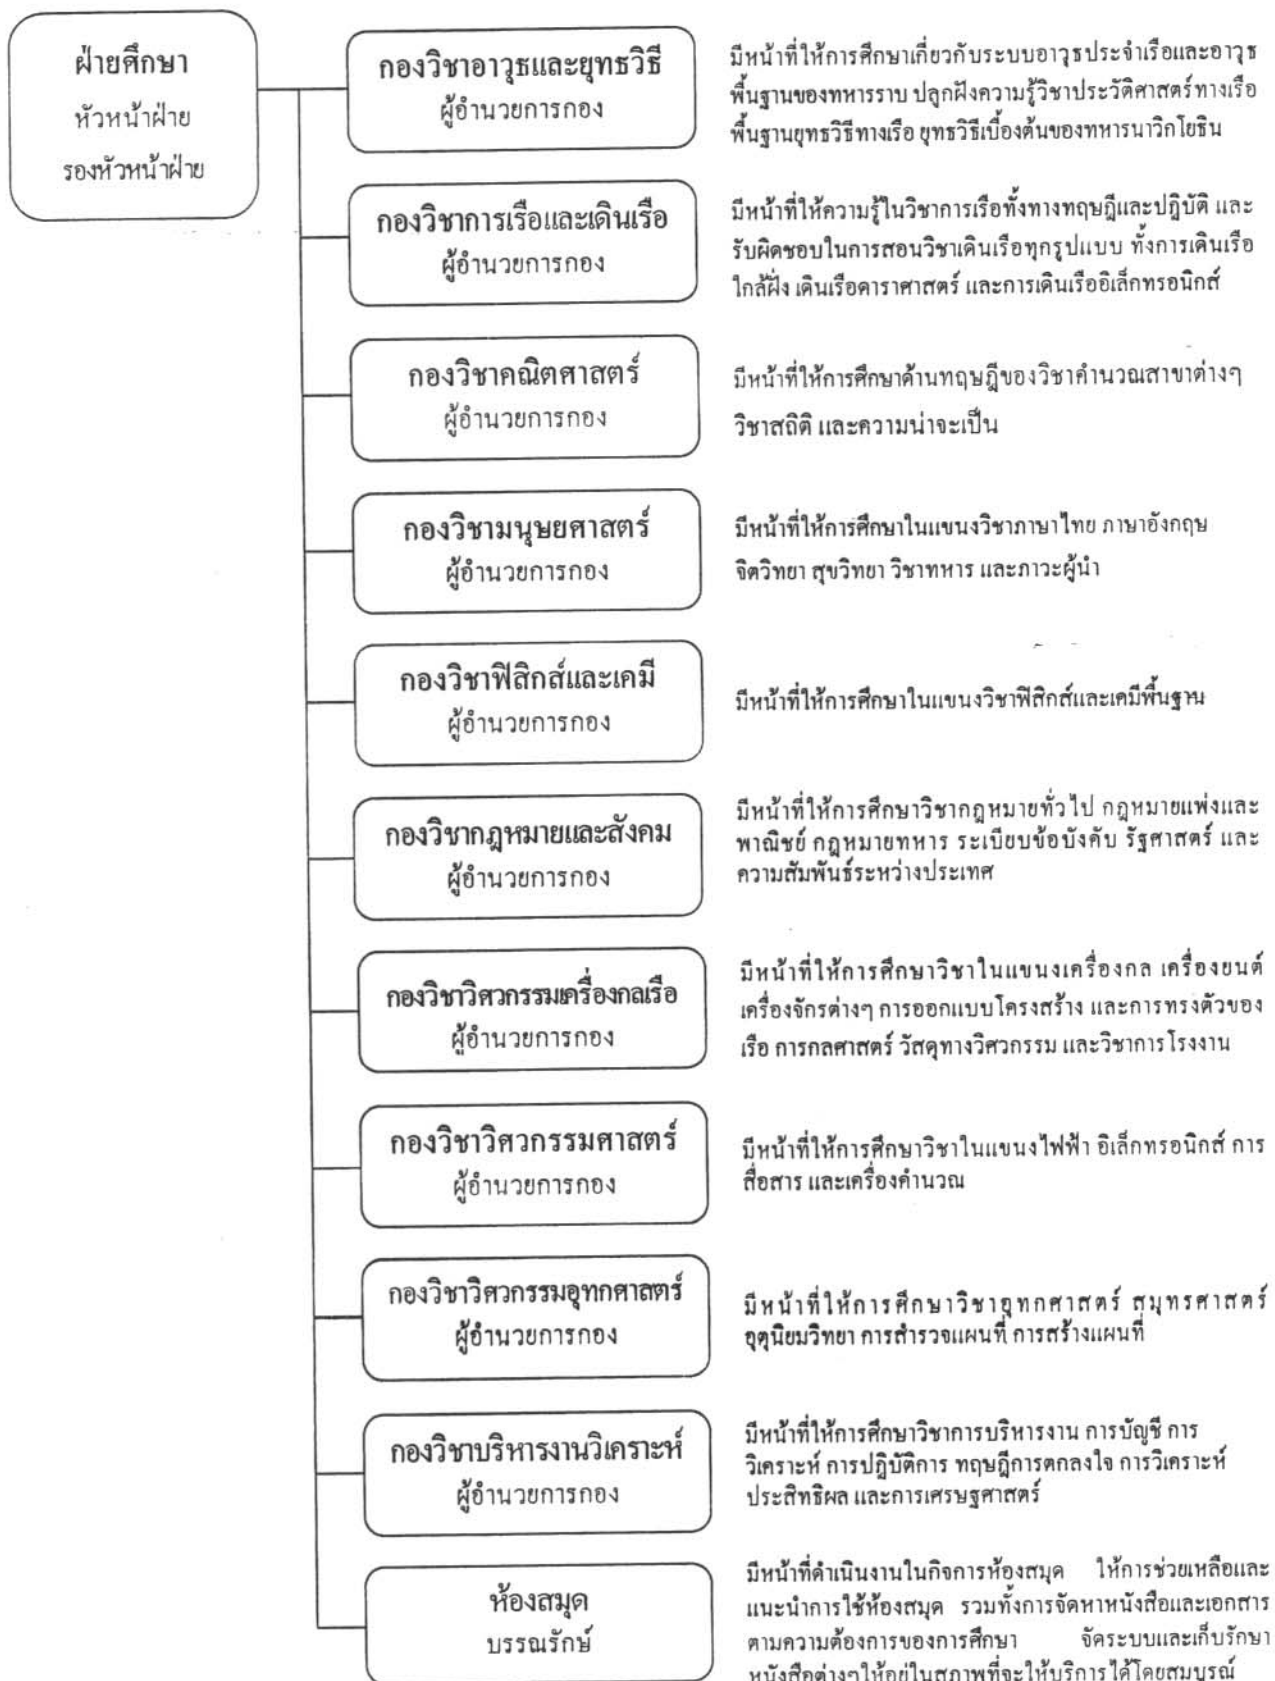 ฝ่ายศึกษา
หัวหน้าฝ่าย
รองหัวหน้าฝ่าย
กองวิชาอาวุธและยุทธวิธี
ผู้อำนวยการกอง
มีหน้าที่ให้การศึกษาเกี่ยวกับระบบอาวุธประจำเรือและอาวุธ
พื้นฐานของทหารราบ ปลูกฝังความรู้วิชาประวัติศาสตร์ทางเรือ
พื้นฐานยุทธวิธีทางเรือ ยุทธวิธีเบื้องต้นของทหารนาวิกโยธิน
กองวิชาการเรือและเดินเรือ
ผู้อำนวยการกอง
มีหน้าที่ให้ความรู้ในวิชาการเรือทั้งทางทฤษฎีและปฏิบัติ และ
รับผิดชอบในการสอนวิชาเดินเรือทุกรูปแบบ ทั้งการเดินเรือ
ใกล้ฝั่ง เดินเรือดาราศาสตร์ และการเดินเรืออิเล็กทรอนิกส์
กองวิชาคณิตศาสตร์
ผู้อำนวยการกอง
มีหน้าที่ให้การศึกษาด้านทฤษฎีของวิชาคำนวณสาขาต่างๆ
วิชาสถิติ และความน่าจะเป็น
กองวิชามนุษยศาสตร์
ผู้อำนวยการกอง
มีหน้าที่ให้การศึกษาในแขนงวิชาภาษาไทย ภาษาอังกฤษ
จิตวิทยา สุขวิทยา วิชาทหาร และภาวะผู้นำ
กองวิชาฟิสิกส์และเคมี
ผู้อำนวยการกอง
มีหน้าที่ให้การศึกษาในแขนงวิชาฟิสิกส์และเคมีพื้นฐาน
กองวิชากฎหมายและสังคม
ผู้อำนวยการกอง
มีหน้าที่ให้การศึกษาวิชากฎหมายทั่วไป กฎหมายแพ่งและ
พาณิชย์ กฎหมายทหาร ระเบียบข้อบังคับ รัฐศาสตร์ และ
ความสัมพันธ์ระหว่างประเทศ
กองวิชาวิศวกรรมเครื่องกลเรือ
ผู้อำนวยการกอง
มีหน้าที่ให้การศึกษาวิชาในแขนงเครื่องกล เครื่องยนต์
เครื่องจักรต่างๆ การออกแบบโครงสร้าง และการทรงตัวของ
เรือ การกลศาสตร์ วัสดุทางวิศวกรรม และวิชาการโรงงาน
กองวิชาวิศวกรรมศาสตร์
ผู้อำนวยการกอง
มีหน้าที่ให้การศึกษาวิชาในแขนงไฟฟ้า อิเล็กทรอนิกส์ การ
สื่อสาร และเครื่องคำนวณ
กองวิชาวิศวกรรมอุทกศาสตร์
ผู้อำนวยการกอง
มีหน้าที่ให้การศึกษาวิชาอุทกศาสตร์ สมุทรศาสตร์
อุตุนิยมวิทยา การสำรวจแผนที่ การสร้างแผนที่
กองวิชาบริหารงานวิเคราะห์
ผู้อำนวยการกอง
มีหน้าที่ให้การศึกษาวิชาการบริหารงาน การบัญชี การ
วิเคราะห์ การปฏิบัติการ ทฤษฎีการตกลงใจ การวิเคราะห์
ประสิทธิผล และการเศรษฐศาสตร์
ห้องสมุด
บรรณรักษ์
มีหน้าที่ดำเนินงานในกิจการห้องสมุด ให้การช่วยเหลือและ
แนะนำการใช้ห้องสมุด รวมทั้งการจัดหาหนังสือและเอกสาร
ตามความต้องการของการศึกษา จัดระบบและเก็บรักษา
หนังสือต่างๆให้อยู่ในสภาพที่จะให้บริการได้โดยสมบูรณ์